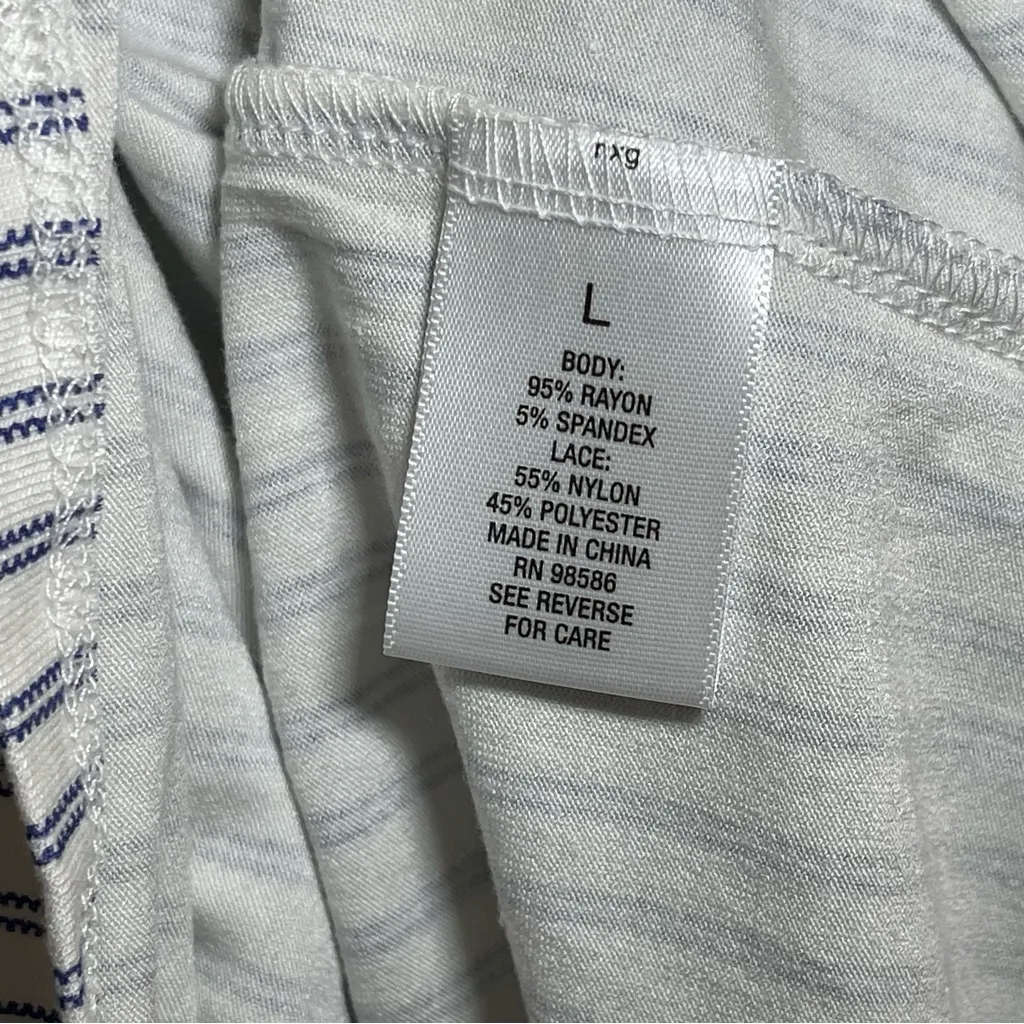 nxg
L
BODY:
95% RAYON
5% SPANDEX
LACE:
55% NYLON
45% POLYESTER
MADE IN CHINA
RN 98586
SEE REVERSE
FOR CARE